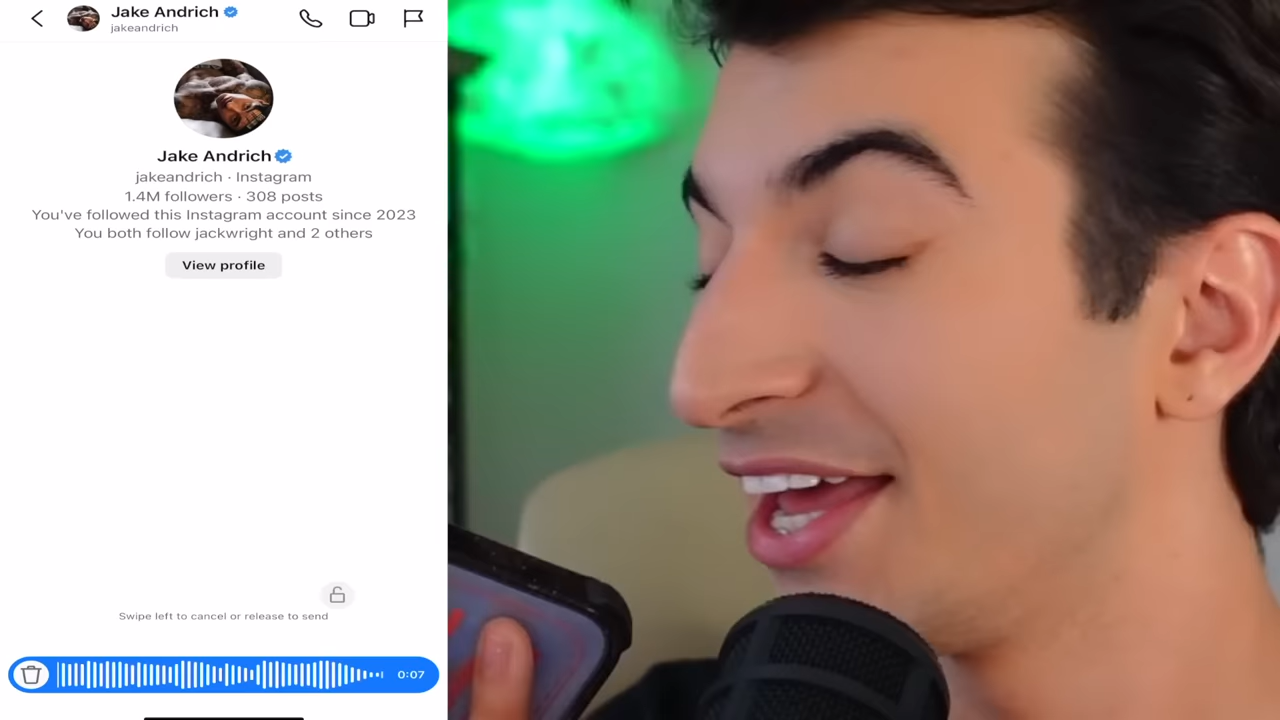 Jake Andrich
jakeandrich
Jake Andrich
jakeandrich · Instagram
1.4M followers · 308 posts
You've followed this Instagram account since 2023
You both follow jackwright and 2 others
View profile
Swipe left to cancel or release to send
0:07